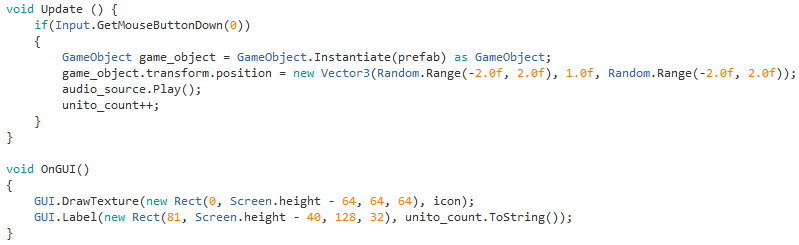 void Update () {
    if(Input.GetMouseButtonDown(0))
    {
        GameObject game_object = GameObject.Instantiate(prefab) as GameObject;
        game_object.transform.position = new Vector3(Random.Range(-2.0f, 2.0f), 1.0f, Random.Range(-2.0f, 2.0f));
        audio_source.Play();
        unito_count++;
    }
}

void OnGUI()
{
    GUI.DrawTexture(new Rect(0, Screen.height - 64, 64, 64), icon);
    GUI.Label(new Rect(81, Screen.height - 40, 128, 32), unito_count.ToString());
}